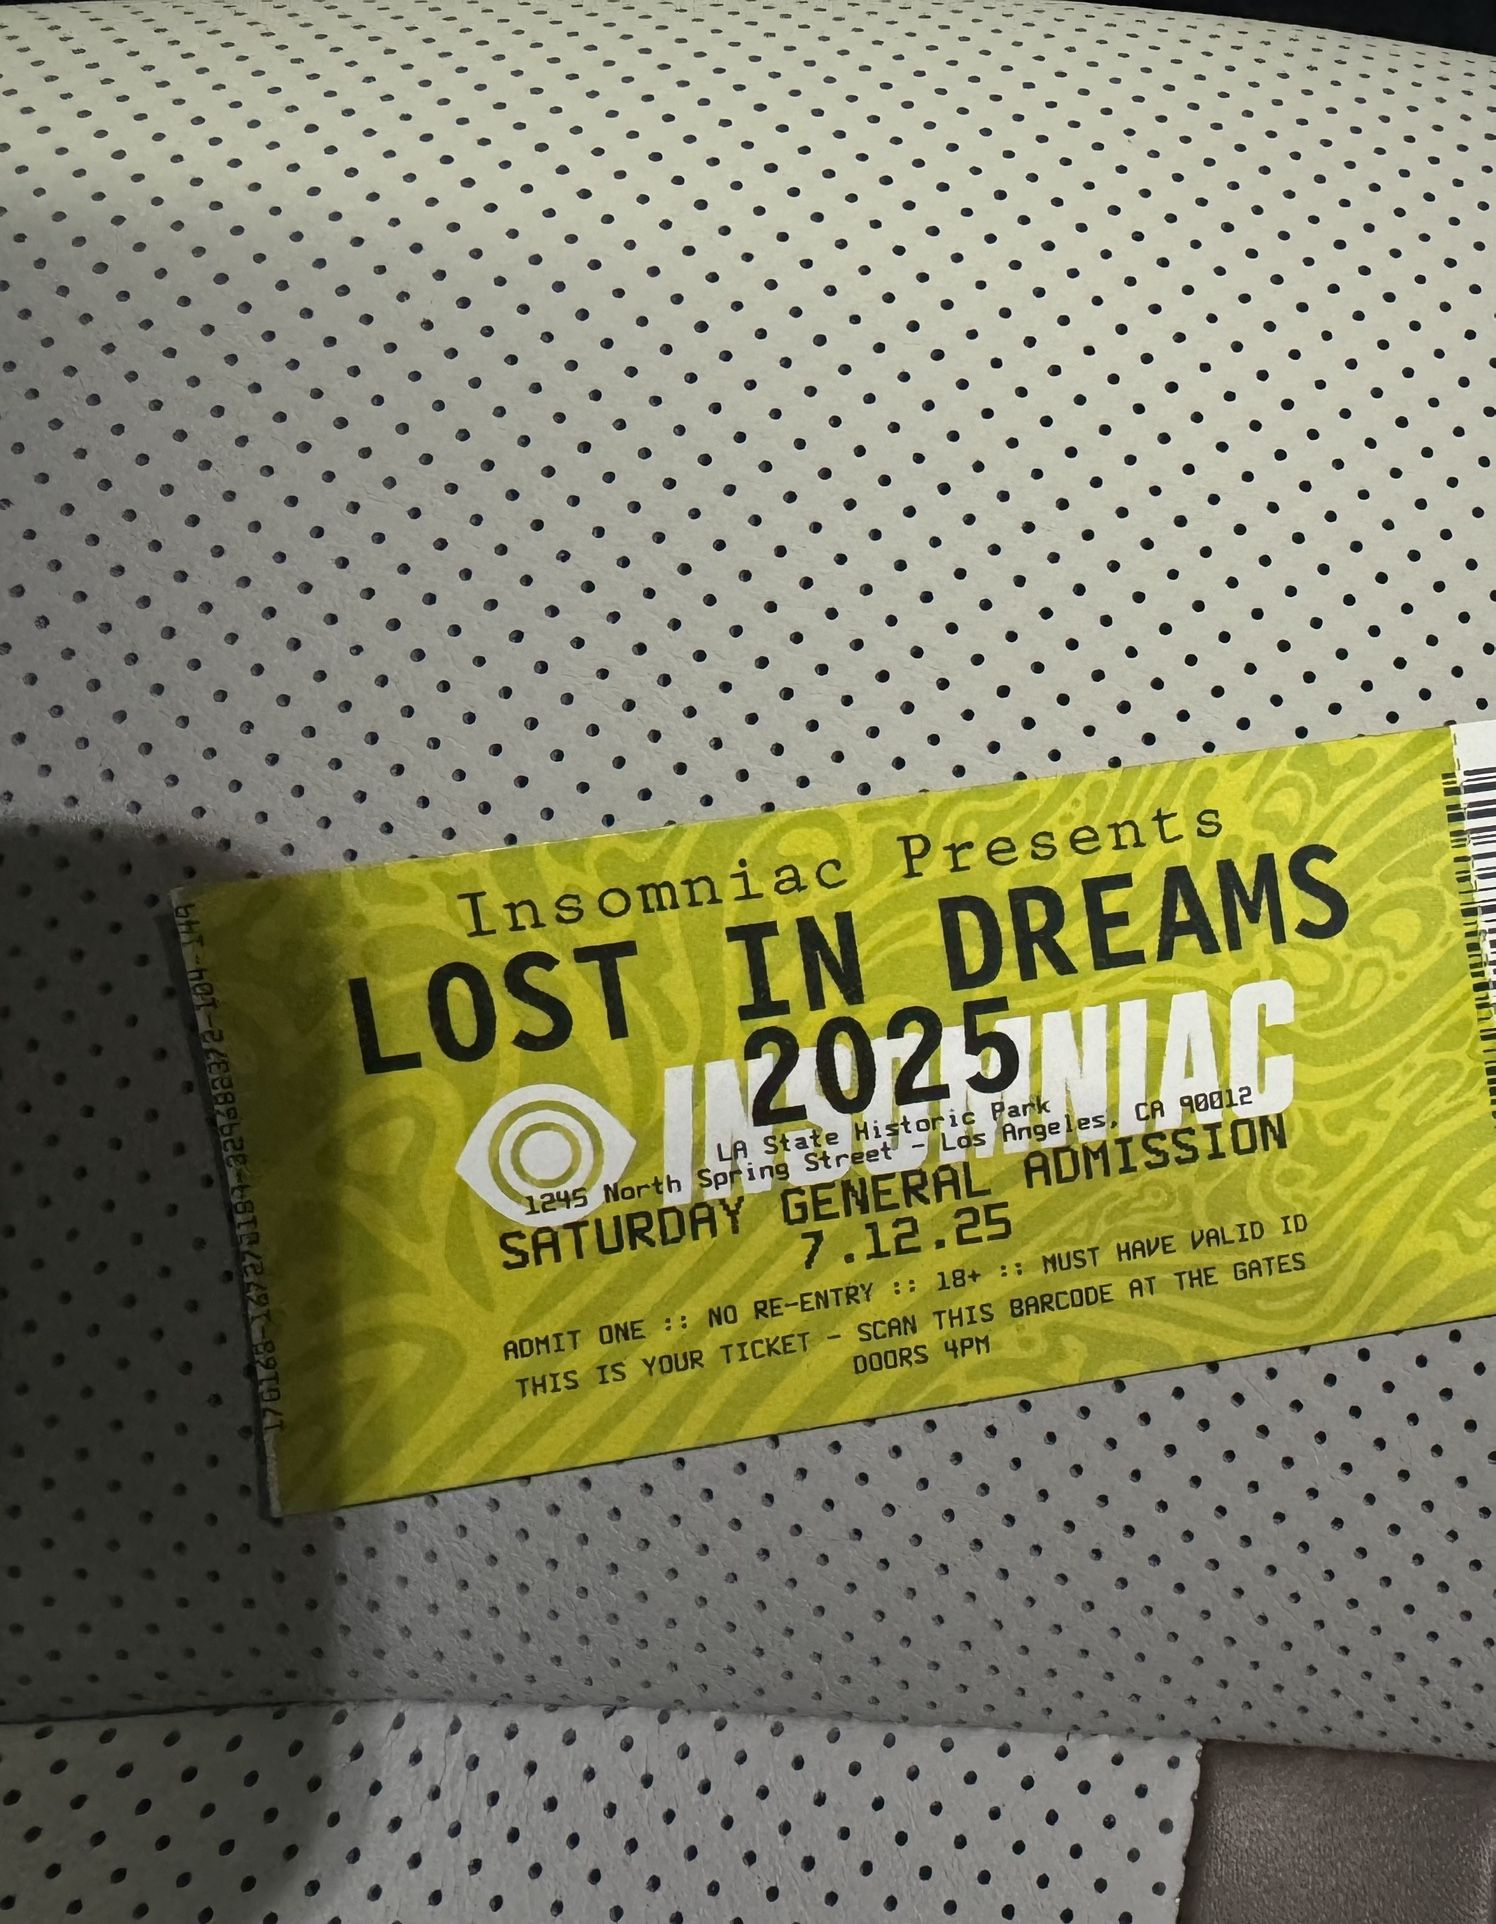 Insomniac Presents
LOST IN DREAMS
2025
INSOMNIAC
LA State Historic Park
1245 North Spring Street - Los Angeles, CA 90012
SATURDAY GENERAL ADMISSION
7.12.25
ADMIT ONE :: NO RE-ENTRY :: 18+ :: MUST HAVE VALID ID
THIS IS YOUR TICKET - SCAN THIS BARCODE AT THE GATES
DOORS 4PM